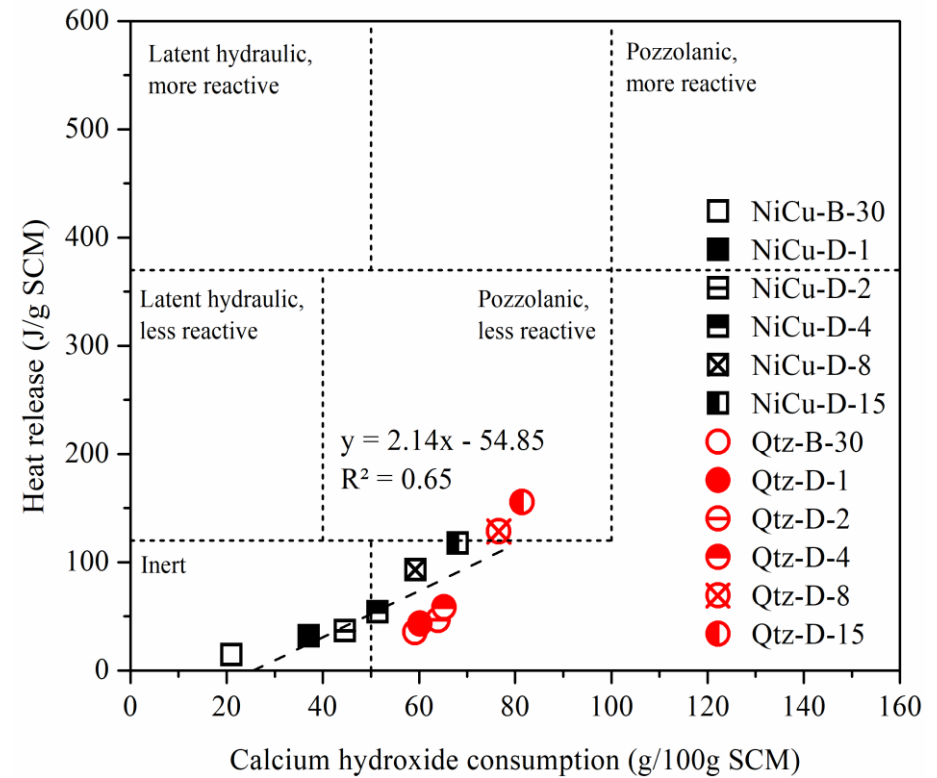 600
500
400
300
200
100
0
Heat release (J/g SCM)
Latent hydraulic,
more reactive
Pozzolanic,
more reactive
Latent hydraulic,
less reactive
Pozzolanic,
less reactive
y = 2.14x - 54.85
R² = 0.65
Inert
NiCu-B-30
NiCu-D-1
NiCu-D-2
NiCu-D-4
NiCu-D-8
NiCu-D-15
Qtz-B-30
Qtz-D-1
Qtz-D-2
Qtz-D-4
Qtz-D-8
Qtz-D-15
0 20 40 60 80 100 120 140 160
Calcium hydroxide consumption (g/100g SCM)